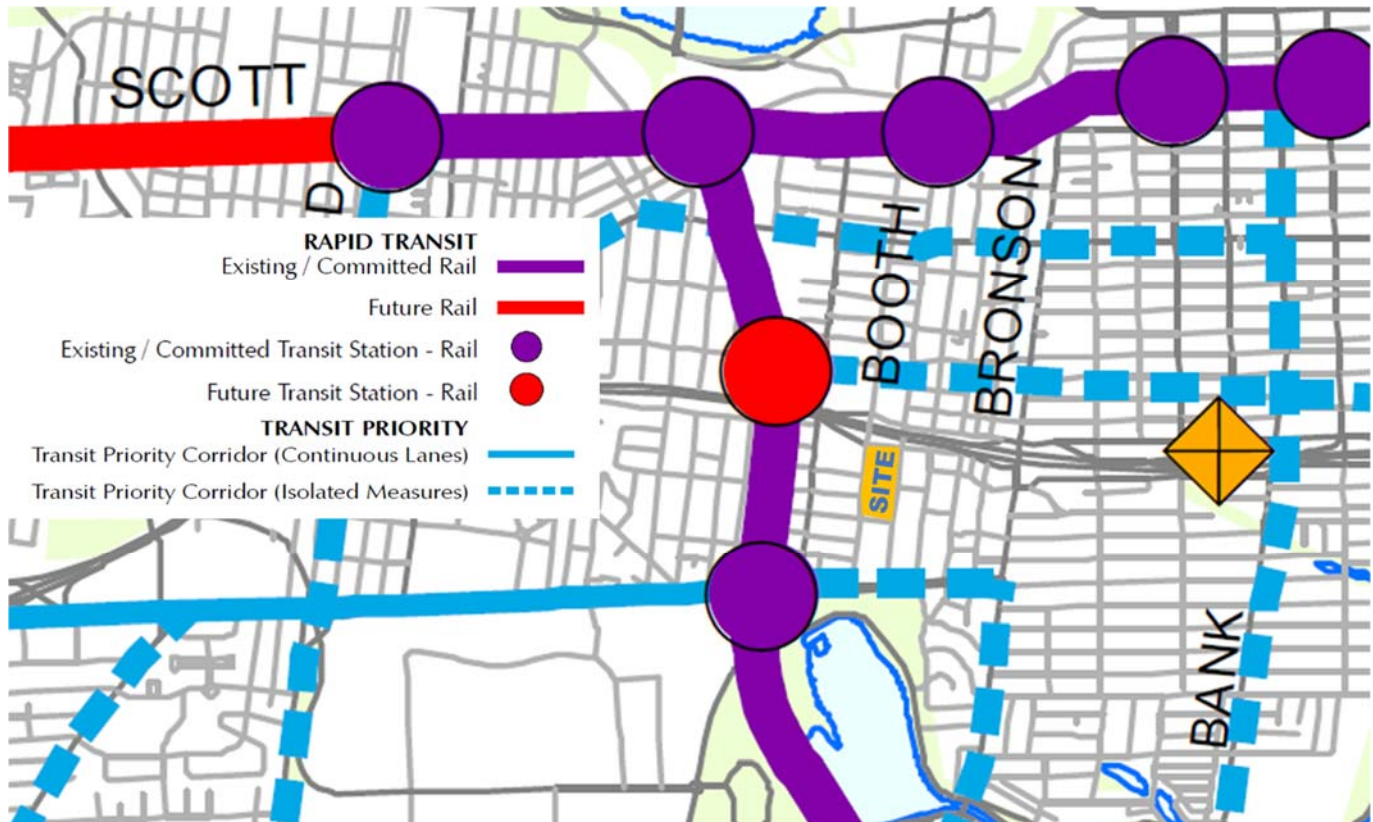 SCOTT
D
RAPID TRANSIT
Existing / Committed Rail
Future Rail
Existing / Committed Transit Station - Rail
Future Transit Station - Rail
TRANSIT PRIORITY
Transit Priority Corridor (Continuous Lanes)
Transit Priority Corridor (Isolated Measures)
BOOTH
BRONSON
SITE
BANK